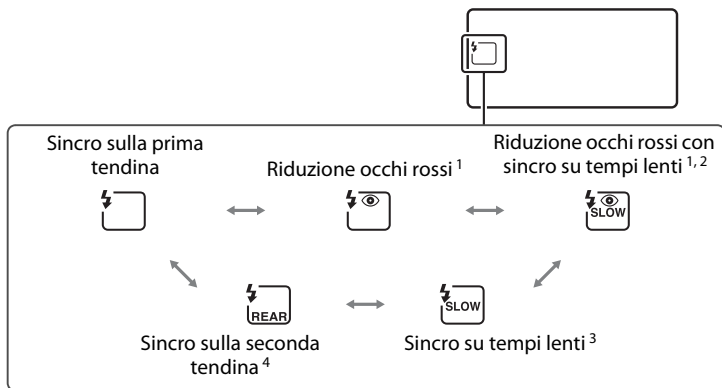 Sincro sulla prima
tendina
Riduzione occhi rossi 1
Riduzione occhi rossi con
sincro su tempi lenti 1, 2
SLOW
REAR
SLOW
Sincro sulla seconda
tendina 4
Sincro su tempi lenti 3